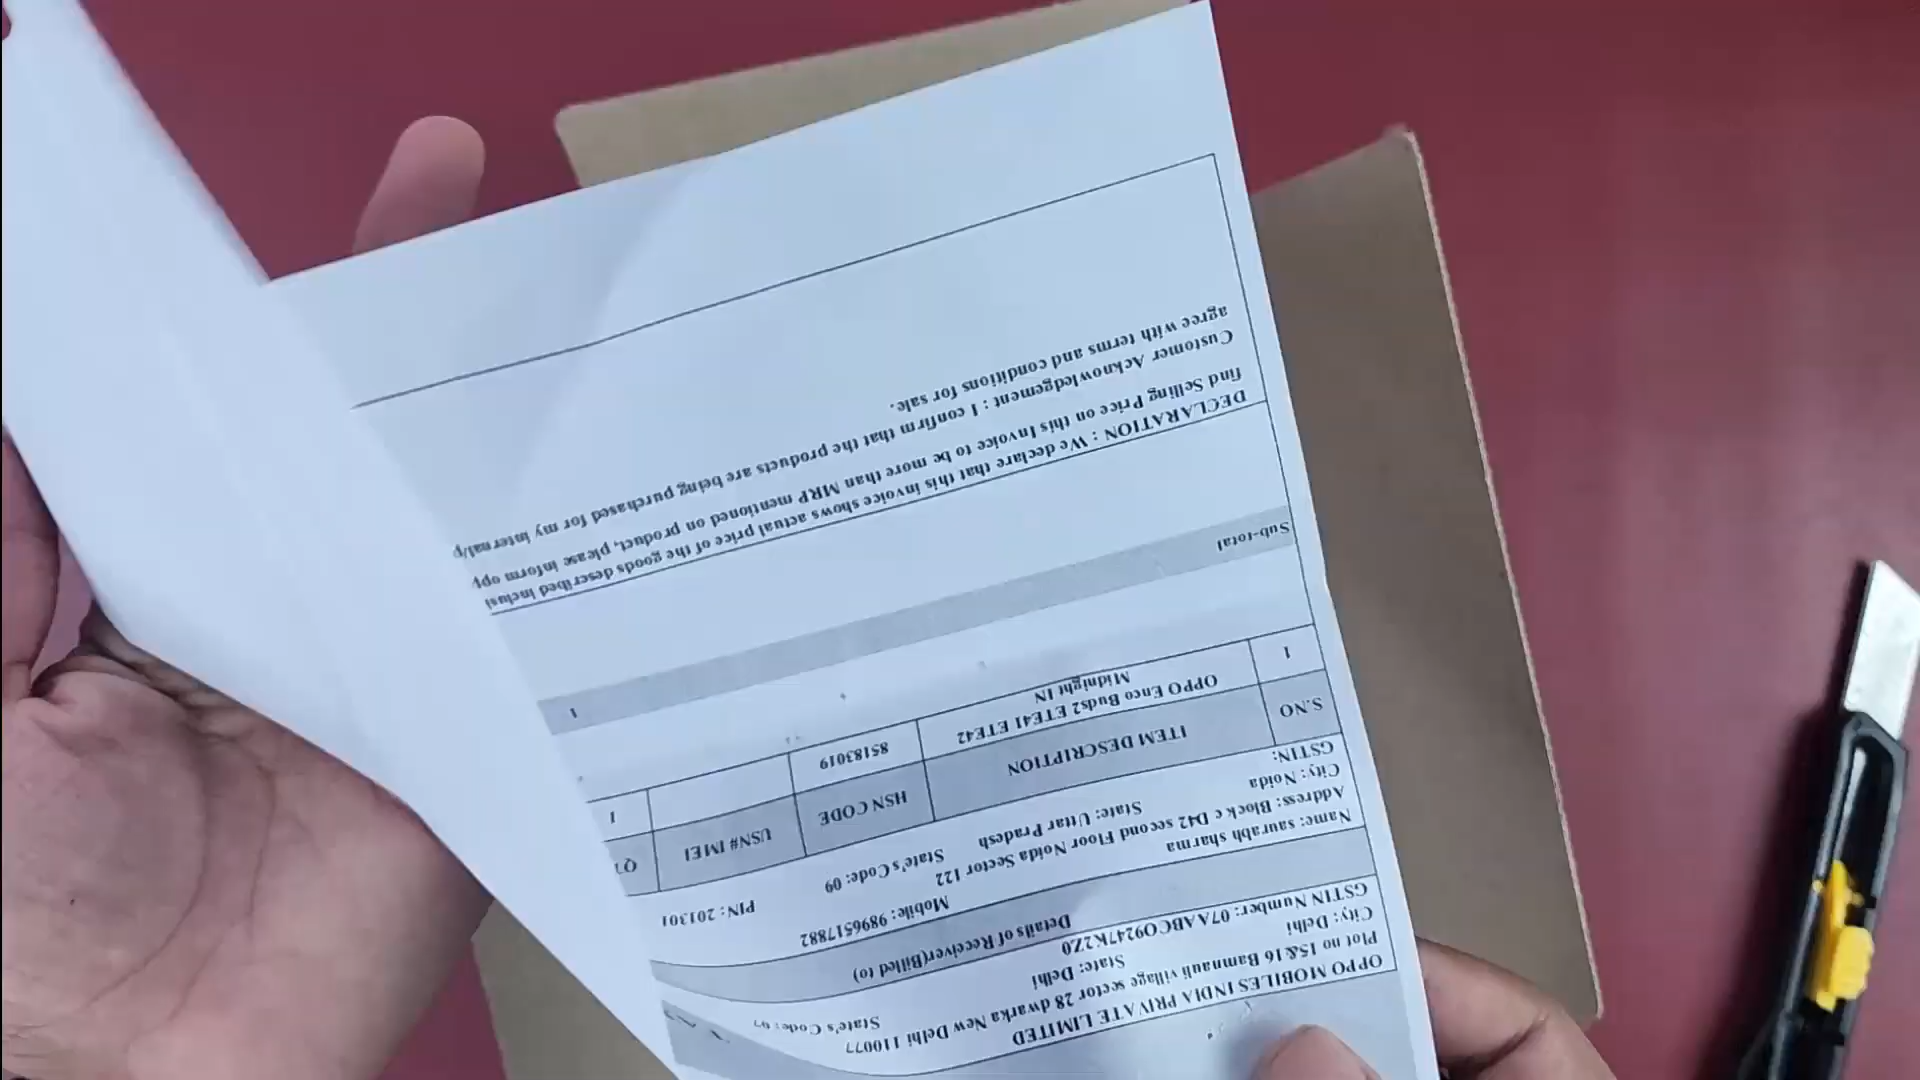 OPPO MOBILES INDIA PRIVATE LIMITED
Plot no 15&16 Bamnauli village sector 28 dwarka New Delhi 110077
City: Delhi State: Delhi State's Code: 07
GSTIN Number: 07AABCO9247K2Z0
Details of Receiver(Billed to)
Name: saurabh sharma Mobile: 9896517882
Address: Block c D42 second Floor Noida Sector 122
City: Noida State: Uttar Pradesh State's Code: 09 PIN: 201301
GSTIN:
S.NO ITEM DESCRIPTION HSN CODE USN# IMEI
1 OPPO Enco Buds2 ETE41 ETE42 85183019 1
Midnight IN
Sub-total 1
DECLARATION : We declare that this invoice shows actual price of the goods described inclusi
find Selling Price on this Invoice to be more than MRP mentioned on product, please inform opp
Customer Acknowledgement : I confirm that the products are being purchased for my internal/p
agree with terms and conditions for sale.